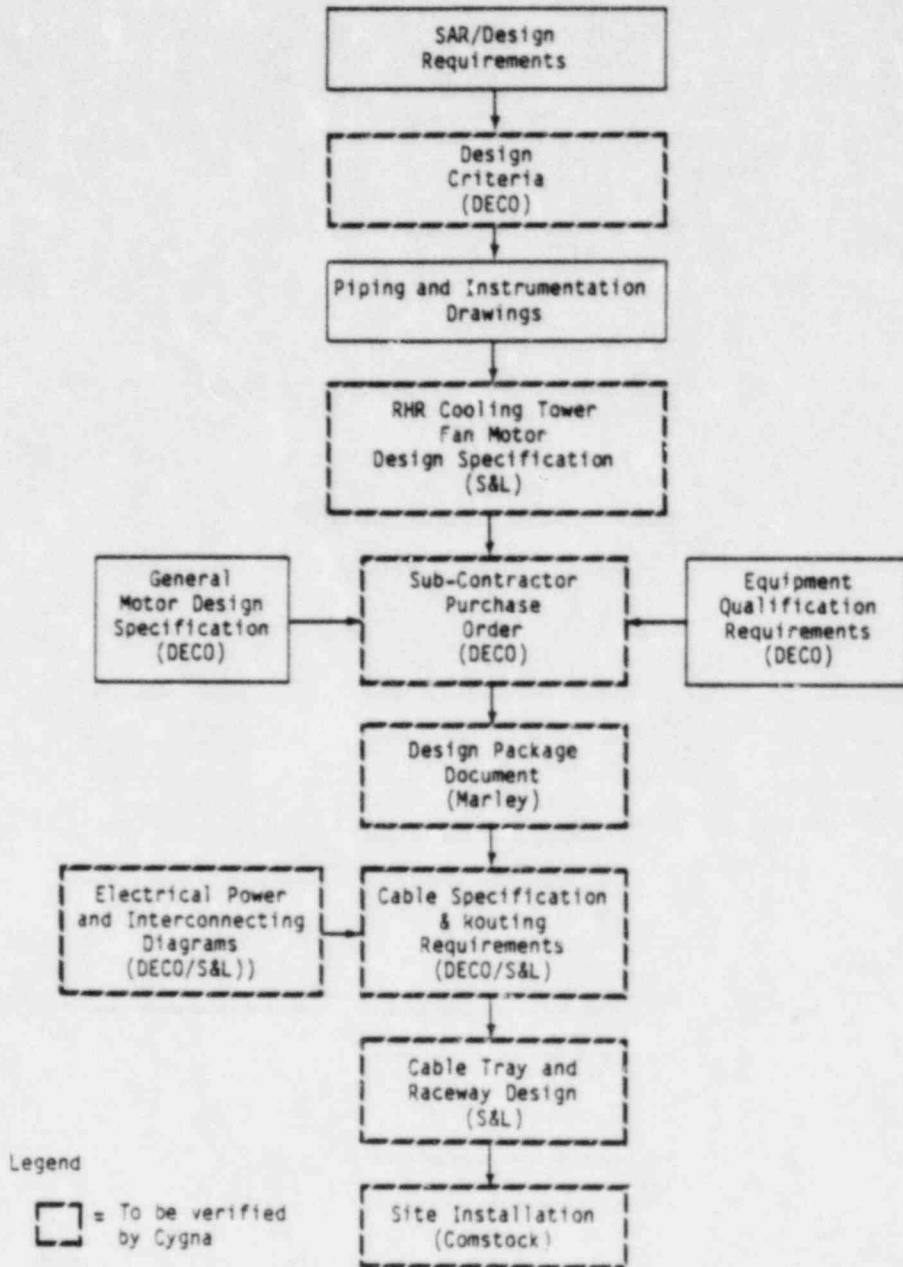 SAR/Design
Requirements
Design
Criteria
(DECO)
Piping and Instrumentation
Drawings
RHR Cooling Tower
Fan Motor
Design Specification
(S&L)
General
Motor Design
Specification
(DECO)
Sub-Contractor
Purchase
Order
(DECO)
Equipment
Qualification
Requirements
(DECO)
Design Package
Document
(Marley)
Electrical Power
and Interconnecting
Diagrams
(DECO/S&L))
Cable Specification
& Routing
Requirements
(DECO/S&L)
Cable Tray and
Raceway Design
(S&L)
Legend
= To be verified
by Cygna
Site Installation
(Comstock)